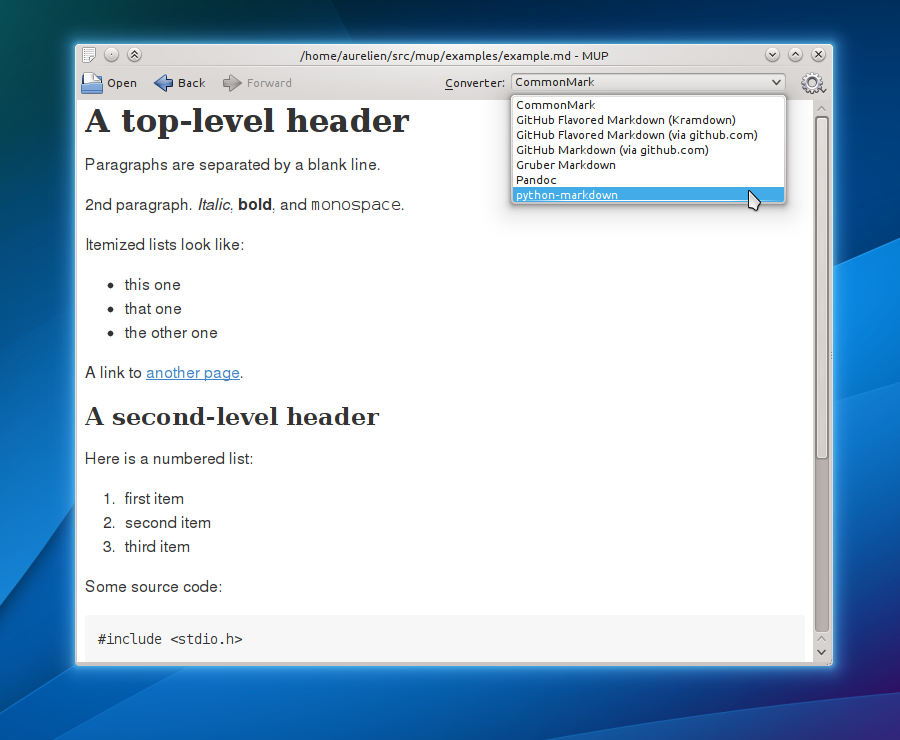 /home/aurelien/src/mup/examples/example.md - MUP
Open Back Forward Converter: CommonMark
CommonMark
GitHub Flavored Markdown (Kramdown)
GitHub Flavored Markdown (via github.com)
GitHub Markdown (via github.com)
Gruber Markdown
Pandoc
python-markdown
A top-level header
Paragraphs are separated by a blank line.
2nd paragraph. Italic, bold, and monospace.
Itemized lists look like:
• this one
• that one
• the other one
A link to another page.
A second-level header
Here is a numbered list:
1. first item
2. second item
3. third item
Some source code:
#include <stdio.h>